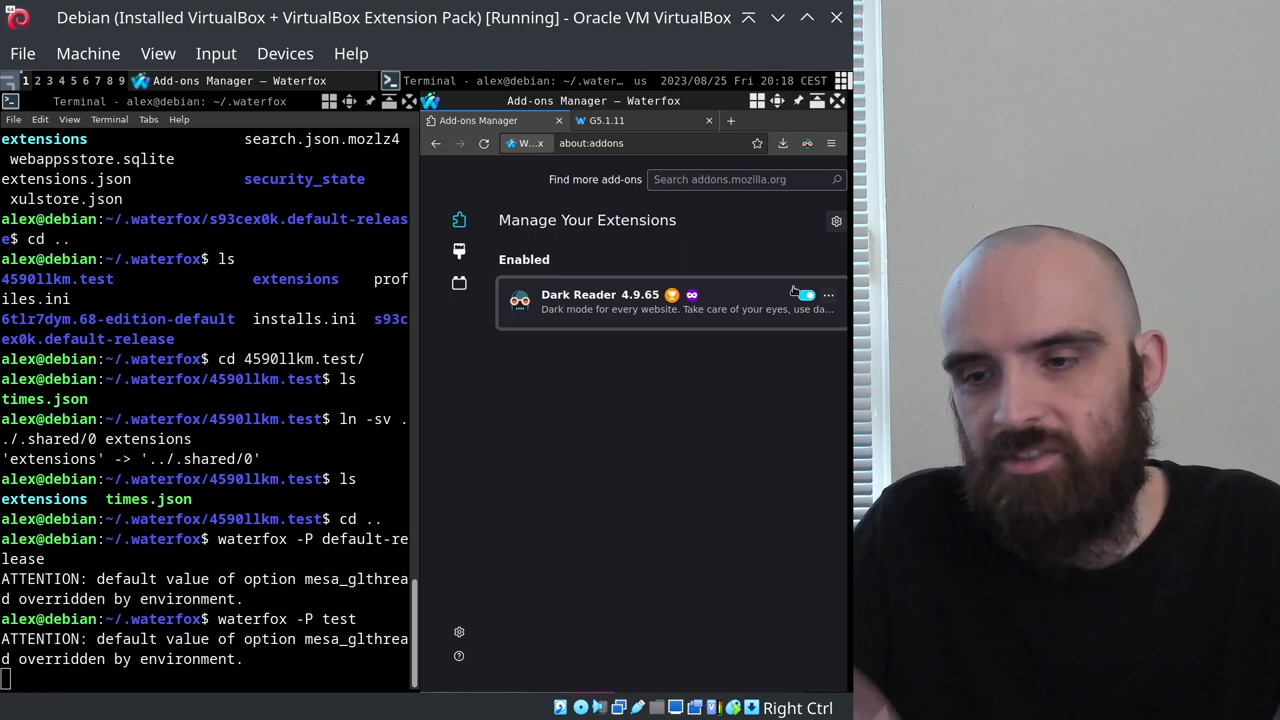 Debian (Installed VirtualBox + VirtualBox Extension Pack) [Running] - Oracle VM VirtualBox
File Machine View Input Devices Help
1 2 3 4 5 6 7 8 9 Add-ons Manager — Waterfox Terminal - alex@debian: ~/.water… us 2023/08/25 Fri 20:18 CEST
Terminal - alex@debian: ~/.waterfox
File Edit View Terminal Tabs Help
extensions search.json.mozlz4
webappsstore.sqlite
extensions.json security_state
xulstore.json
alex@debian:~/.waterfox/s93cex0k.default-releas
e$ cd ..
alex@debian:~/.waterfox$ ls
4590llkm.test extensions prof
iles.ini
6tlr7dym.68-edition-default installs.ini s93c
ex0k.default-release
alex@debian:~/.waterfox$ cd 4590llkm.test/
alex@debian:~/.waterfox/4590llkm.test$ ls
times.json
alex@debian:~/.waterfox/4590llkm.test$ ln -sv .
./.shared/0 extensions
'extensions' -> '../.shared/0'
alex@debian:~/.waterfox/4590llkm.test$ ls
extensions times.json
alex@debian:~/.waterfox/4590llkm.test$ cd ..
alex@debian:~/.waterfox$ waterfox -P default-re
lease
ATTENTION: default value of option mesa_glthrea
d overridden by environment.
alex@debian:~/.waterfox$ waterfox -P test
ATTENTION: default value of option mesa_glthrea
d overridden by environment.
Add-ons Manager — Waterfox
Add-ons Manager G5.1.11
W…x about:addons
Find more add-ons Search addons.mozilla.org
Manage Your Extensions
Enabled
Dark Reader 4.9.65
Dark mode for every website. Take care of your eyes, use da…
Right Ctrl